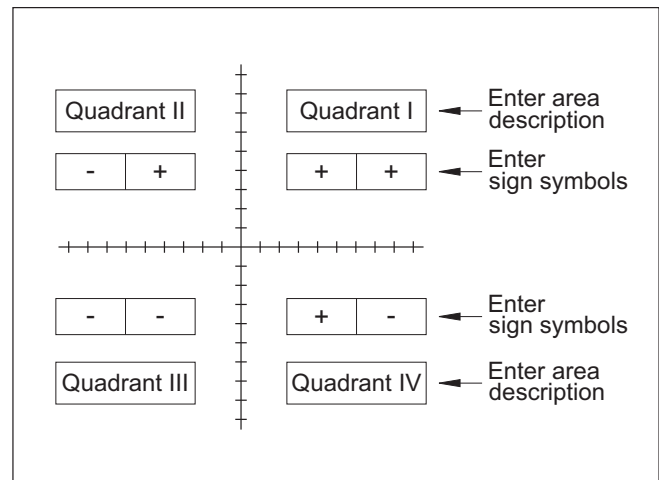 Quadrant II
Quadrant I
Enter area
description
- +
+ +
Enter
sign symbols
- -
+ -
Enter
sign symbols
Quadrant III
Quadrant IV
Enter area
description